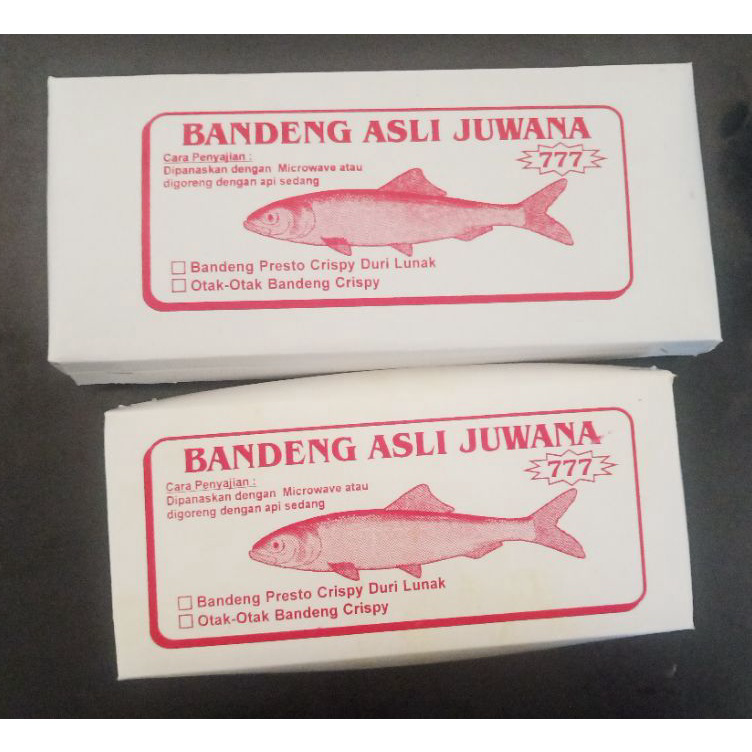 BANDENG ASLI JUWANA
777
Cara Penyajian :
Dipanaskan dengan Microwave atau
digoreng dengan api sedang
Bandeng Presto Crispy Duri Lunak
Otak-Otak Bandeng Crispy
BANDENG ASLI JUWANA
777
Cara Penyajian :
Dipanaskan dengan Microwave atau
digoreng dengan api sedang
Bandeng Presto Crispy Duri Lunak
Otak-Otak Bandeng Crispy